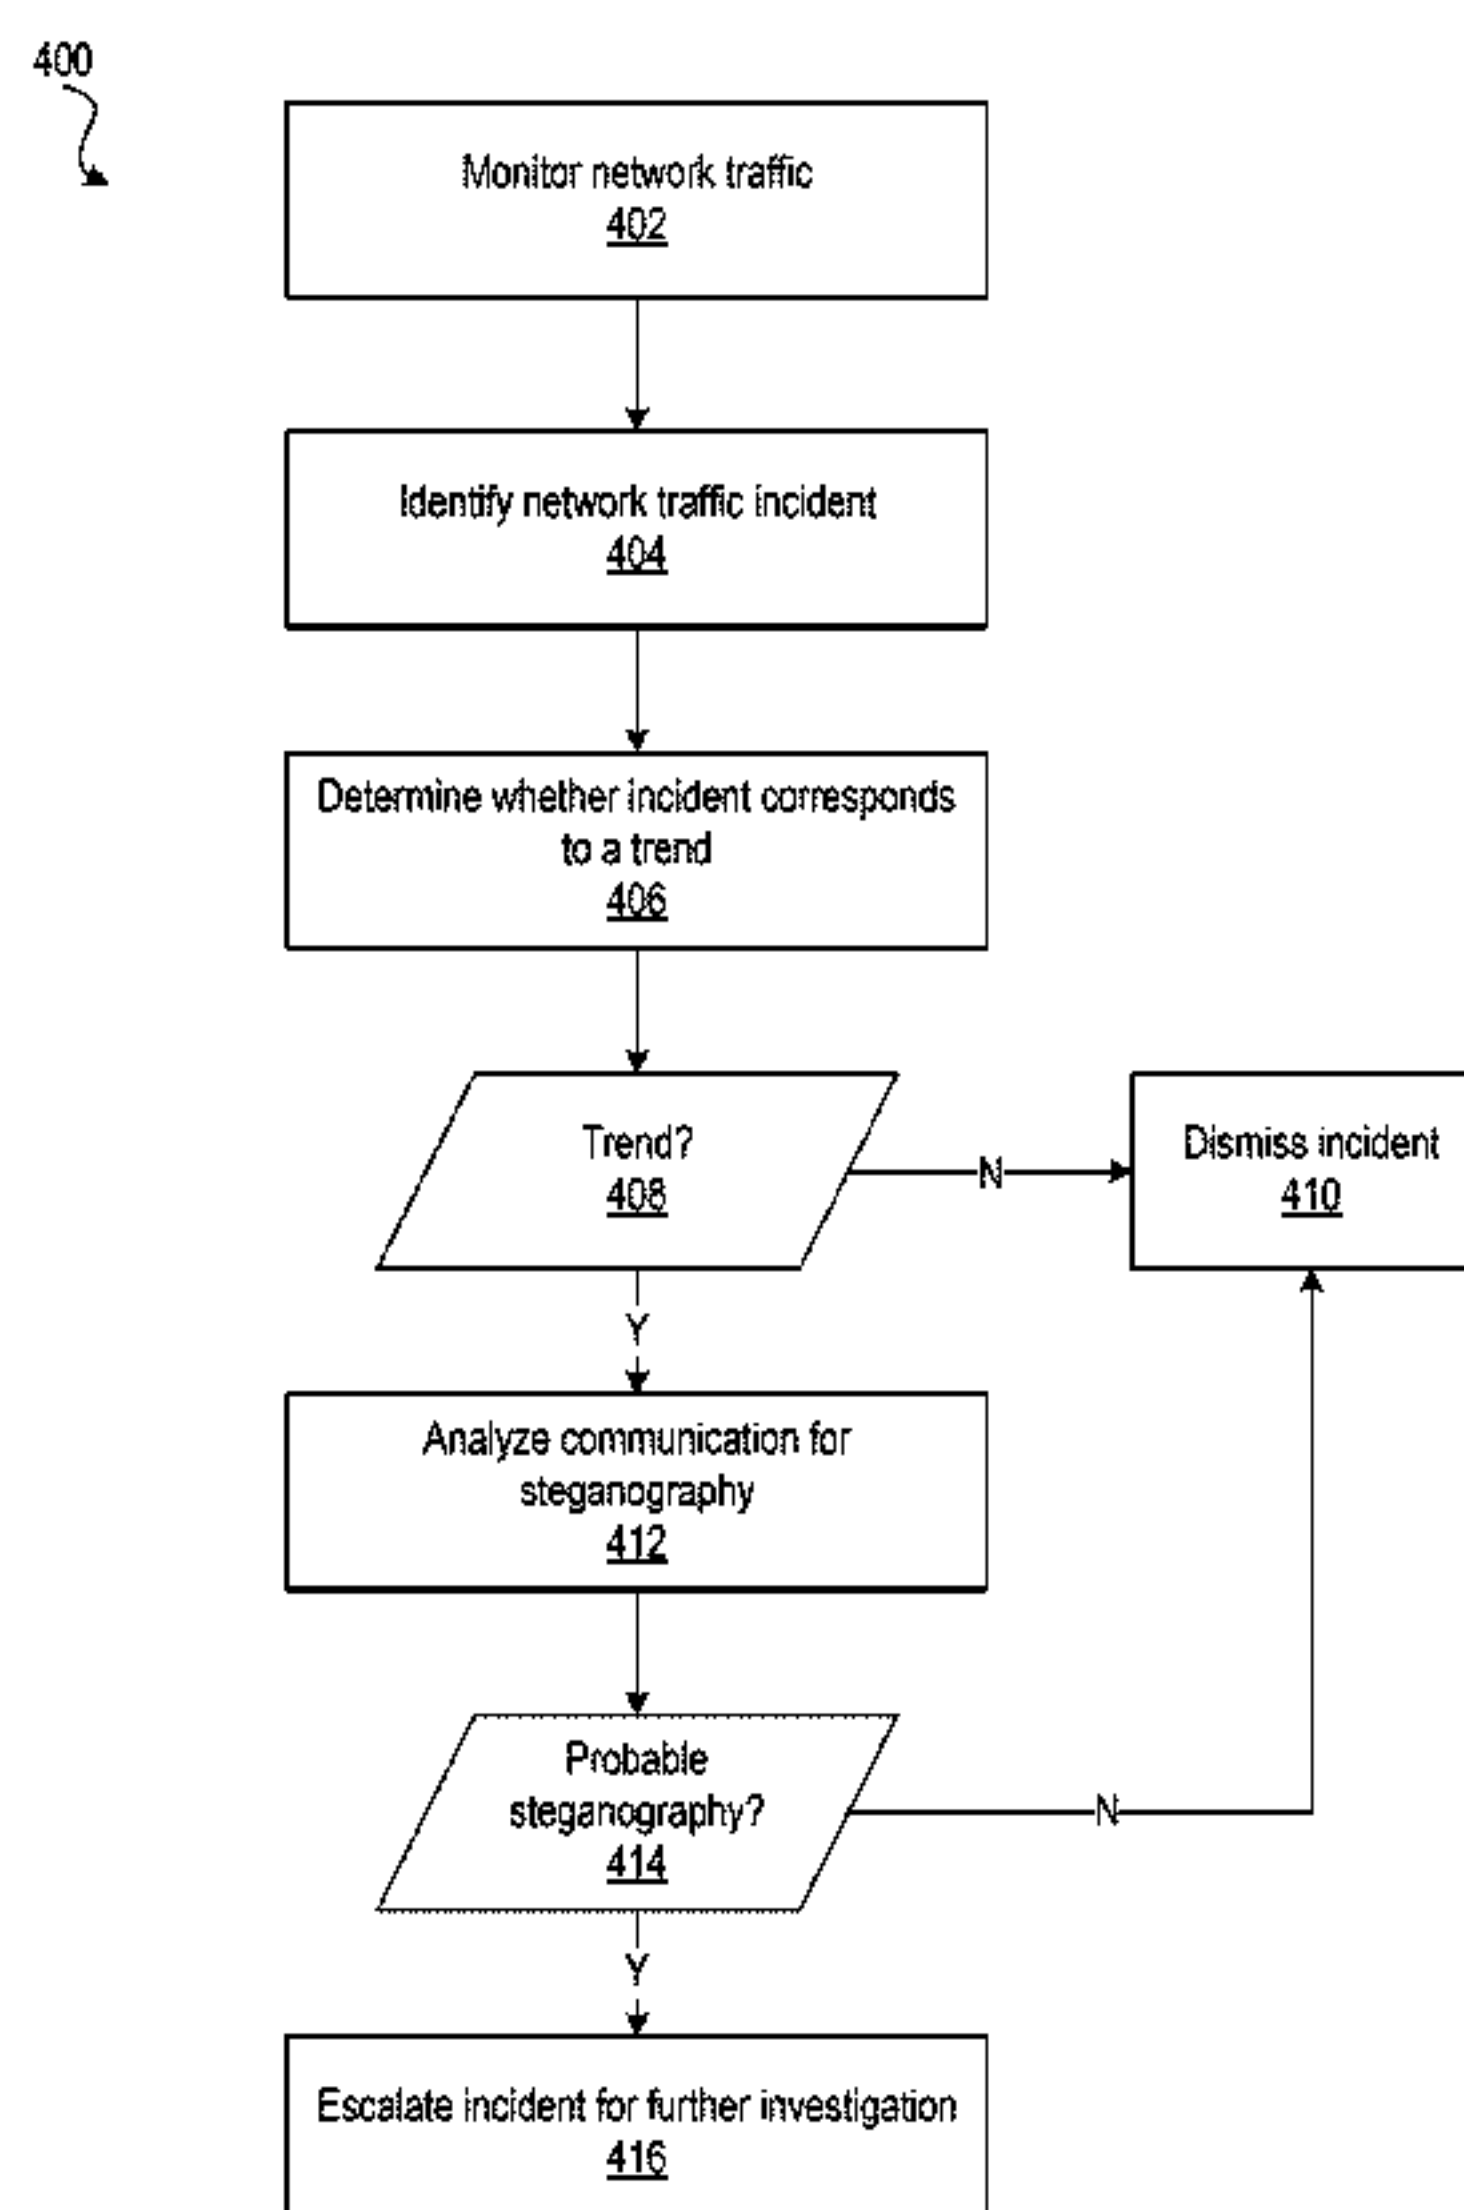 400
Monitor network traffic
402
Identify network traffic incident
404
Determine whether incident corresponds
to a trend
406
Trend?
408
N
Dismiss incident
410
Y
Analyze communication for
steganography
412
Probable
steganography?
414
N
Y
Escalate incident for further investigation
416